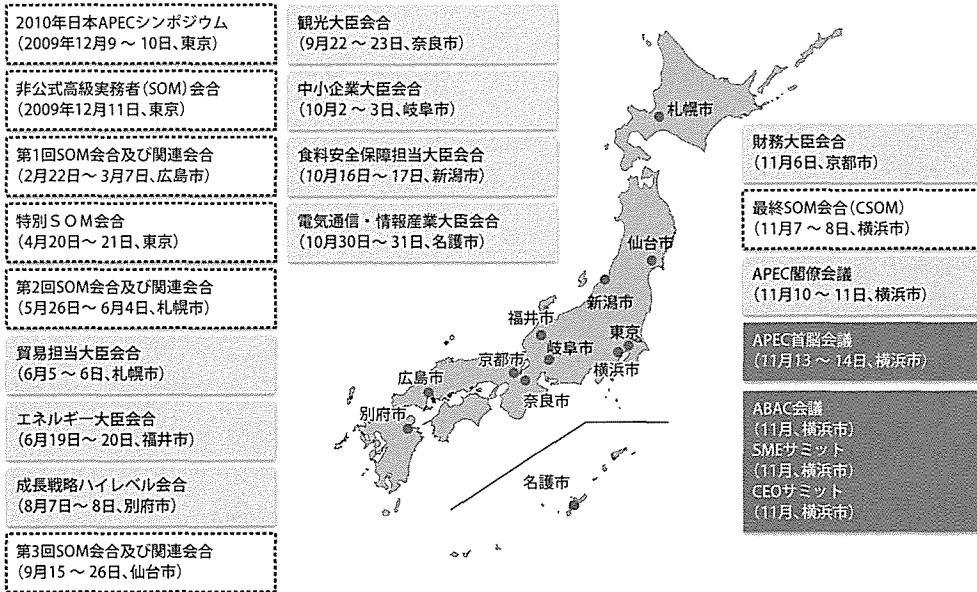 2010年日本APECシンポジウム
(2009年12月9 ~ 10日、東京)
非公式高級実務者(SOM)会合
(2009年12月11日、東京)
第1回SOM会合及び関連会合
(2月22日~ 3月7日、広島市)
特別ＳＯＭ会合
(4月20日~ 21日、東京)
第2回SOM会合及び関連会合
(5月26日~ 6月4日、札幌市)
貿易担当大臣会合
(6月5 ~ 6日、札幌市)
エネルギー大臣会合
(6月19日~ 20日、福井市)
成長戦略ハイレベル会合
(8月7日~ 8日、別府市)
第3回SOM会合及び関連会合
(9月15 ~ 26日、仙台市)
観光大臣会合
(9月22 ~ 23日、奈良市)
中小企業大臣会合
(10月2 ~ 3日、岐阜市)
食料安全保障担当大臣会合
(10月16日~ 17日、新潟市)
電気通信・情報産業大臣会合
(10月30日~ 31日、名護市)
札幌市
仙台市
新潟市
福井市
東京
岐阜市
京都市
横浜市
広島市
奈良市
別府市
名護市
財務大臣会合
(11月6日、京都市)
最終SOM会合(CSOM)
(11月7 ~ 8日、横浜市)
APEC閣僚会議
(11月10 ~ 11日、横浜市)
APEC首脳会議
(11月13 ~ 14日、横浜市)
ABAC会議
(11月、横浜市)
SMEサミット
(11月、横浜市)
CEOサミット
(11月、横浜市)